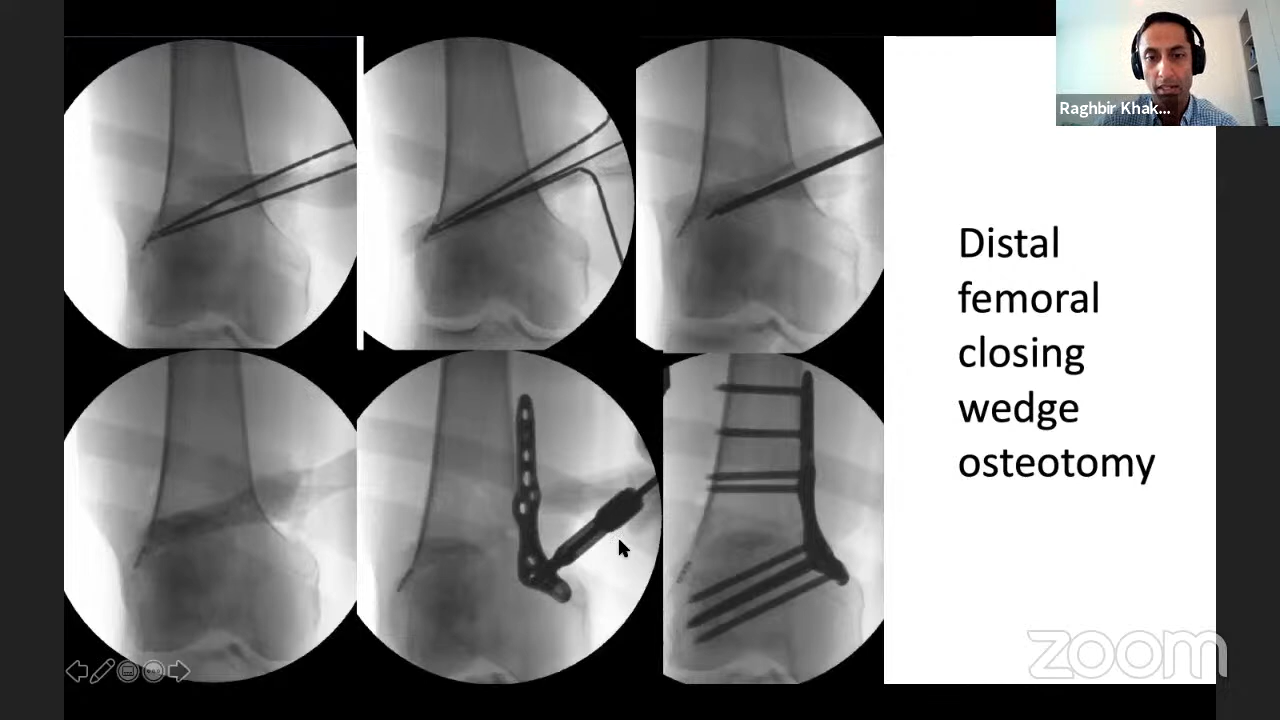 Raghbir Khak...
Distal
femoral
closing
wedge
osteotomy
zoom